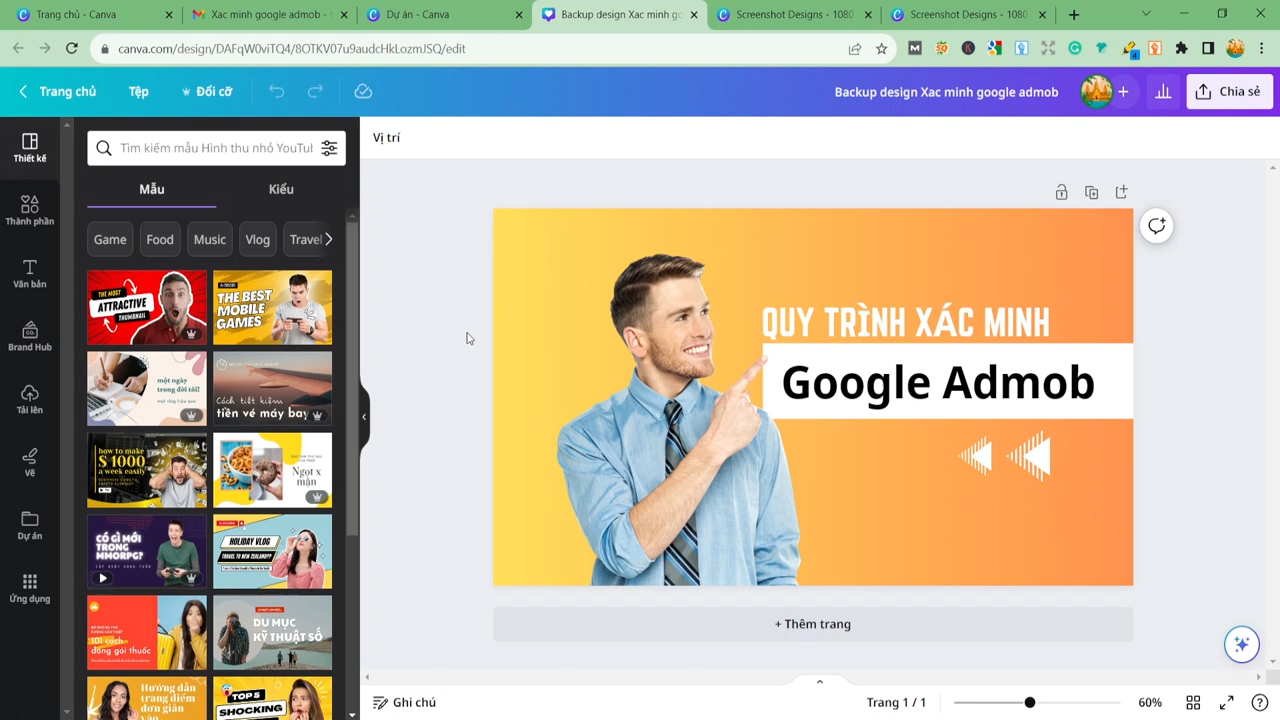 Trang chủ - Canva
Xac minh google admob -
Dự án - Canva
Backup design Xac minh go
Screenshot Designs - 1080
Screenshot Designs - 1080
canva.com/design/DAFqW0viTQ4/8OTKV07u9audcHkLozmJSQ/edit
Trang chủ
Tệp
Đổi cỡ
Backup design Xac minh google admob
Chia sẻ
Vị trí
Thiết kế
Thành phần
Văn bản
Brand Hub
Tải lên
Vẽ
Dự án
Ứng dụng
Tìm kiếm mẫu Hình thu nhỏ YouTub
Mẫu
Kiểu
Game
Food
Music
Vlog
Travel
THE MOST
ATTRACTIVE
THUMBNAIL
THE BEST
MOBILE
GAMES
một ngày
trong đời tôi!
Cách tiết kiệm
tiền vé máy bay
how to make
$ 1000
a week easily
Ngọt x
mặn
CÓ GÌ MỚI
TRONG
MMORPG?
HOLIDAY VLOG
TRAVEL TO NEW ZEALAND??
101 cách
đóng gói thuốc
DU MỤC
KỸ THUẬT SỐ
Hướng dẫn
trang điểm
đơn giản
TOP 5
SHOCKING
QUY TRÌNH XÁC MINH
Google Admob
+ Thêm trang
Ghi chú
Trang 1 / 1
60%